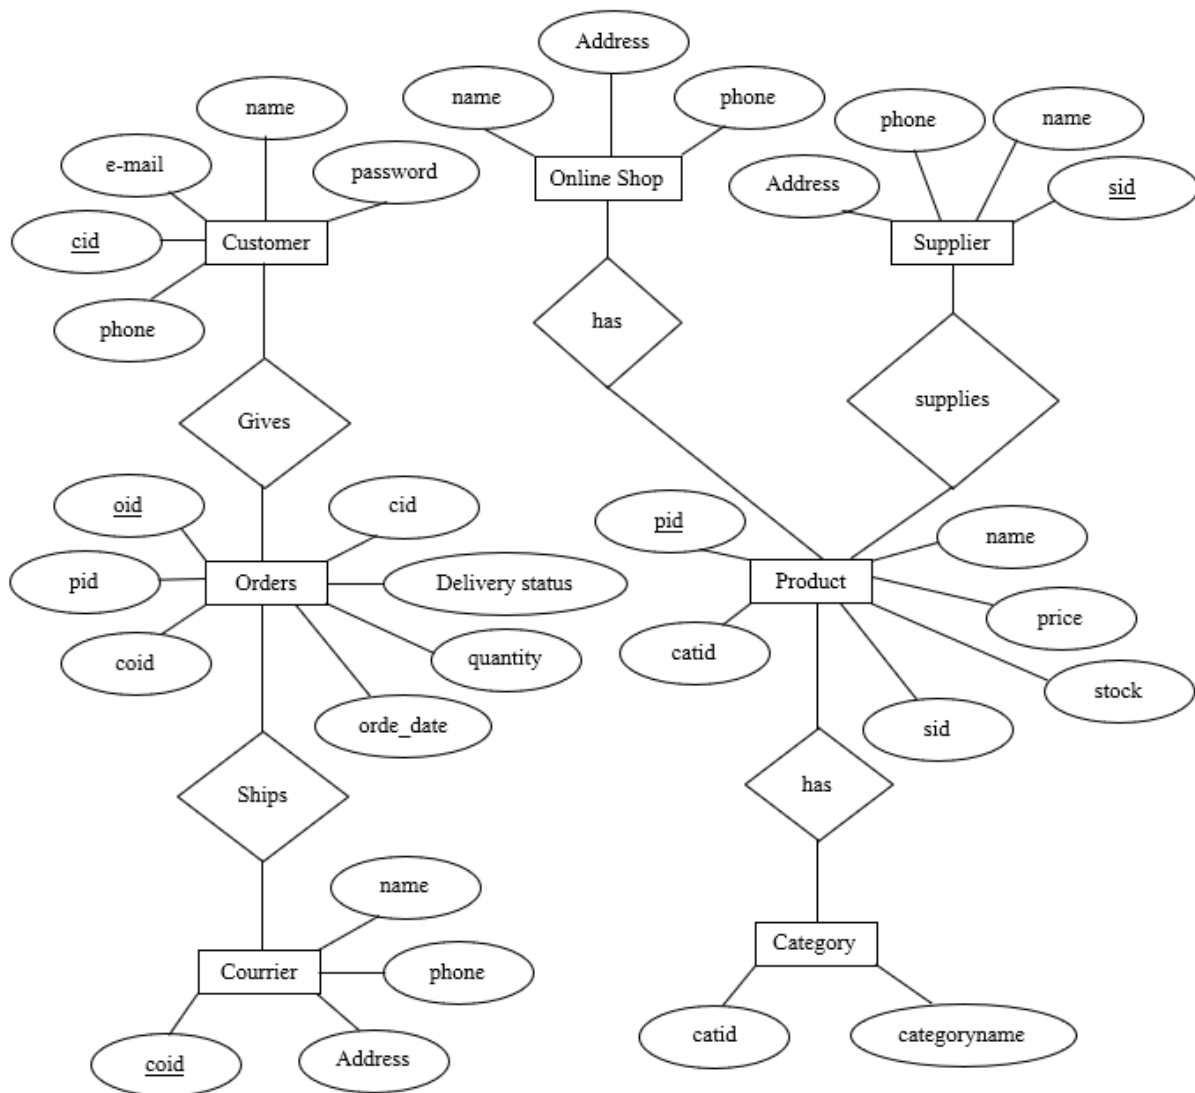 Address
name
phone
Online Shop
name
e-mail
password
cid
Customer
phone
phone
name
Address
sid
Supplier
has
Gives
supplies
oid
cid
pid
Orders
Delivery status
coid
quantity
orde_date
pid
name
Product
price
catid
stock
sid
Ships
has
name
Courrier
phone
coid
Address
Category
catid
categoryname